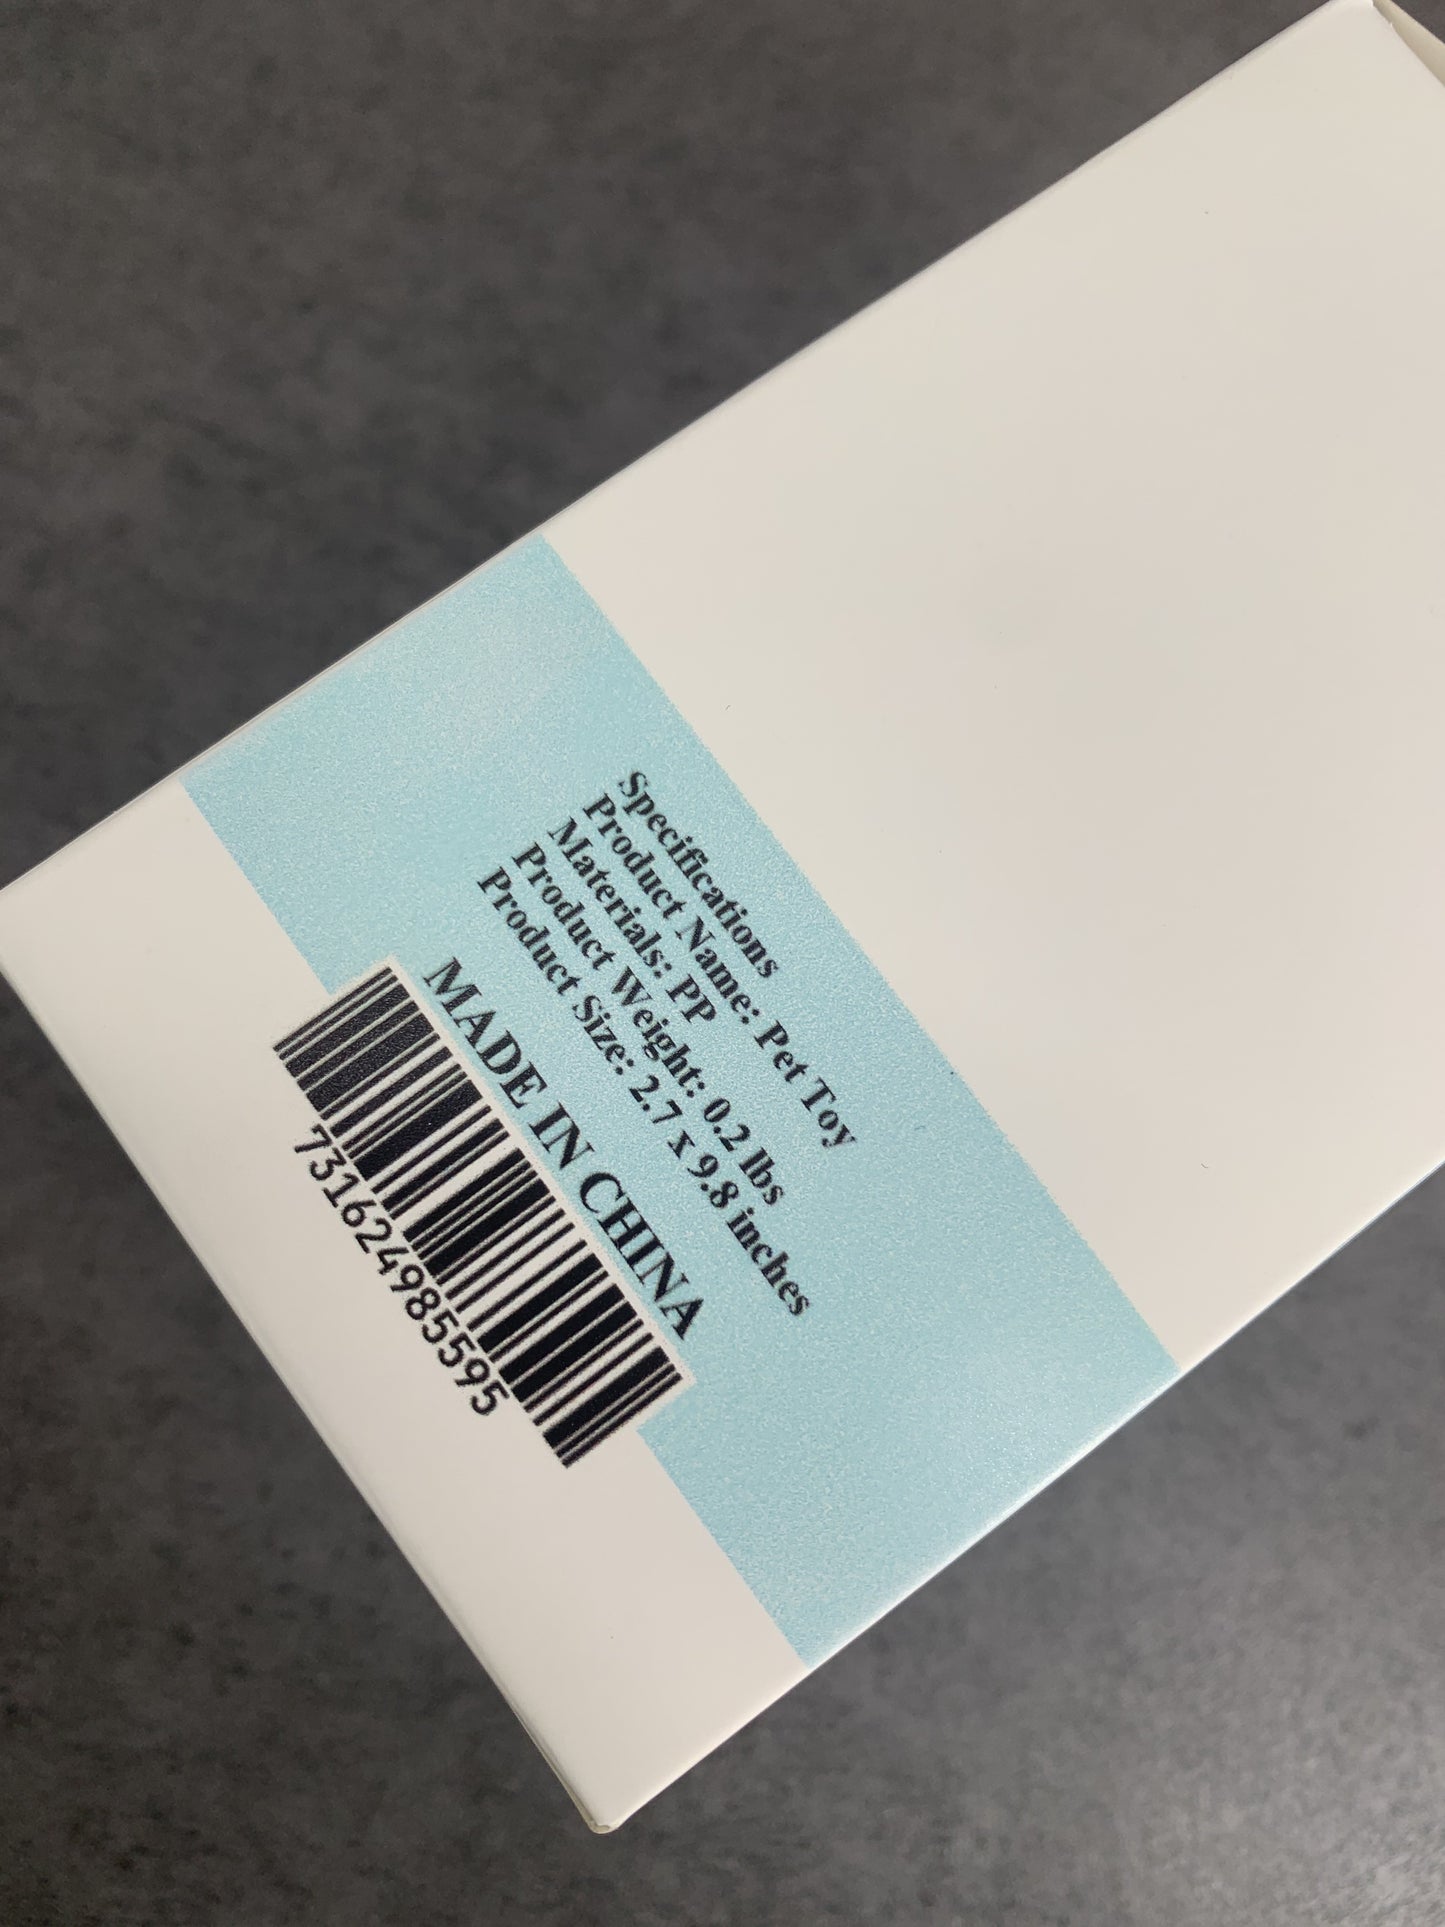 Specifications
Product Name: Pet Toy
Materials: PP
Product Weight: 0.2 lbs
Product Size: 2.7 x 9.8 inches
MADE IN CHINA
731624985595